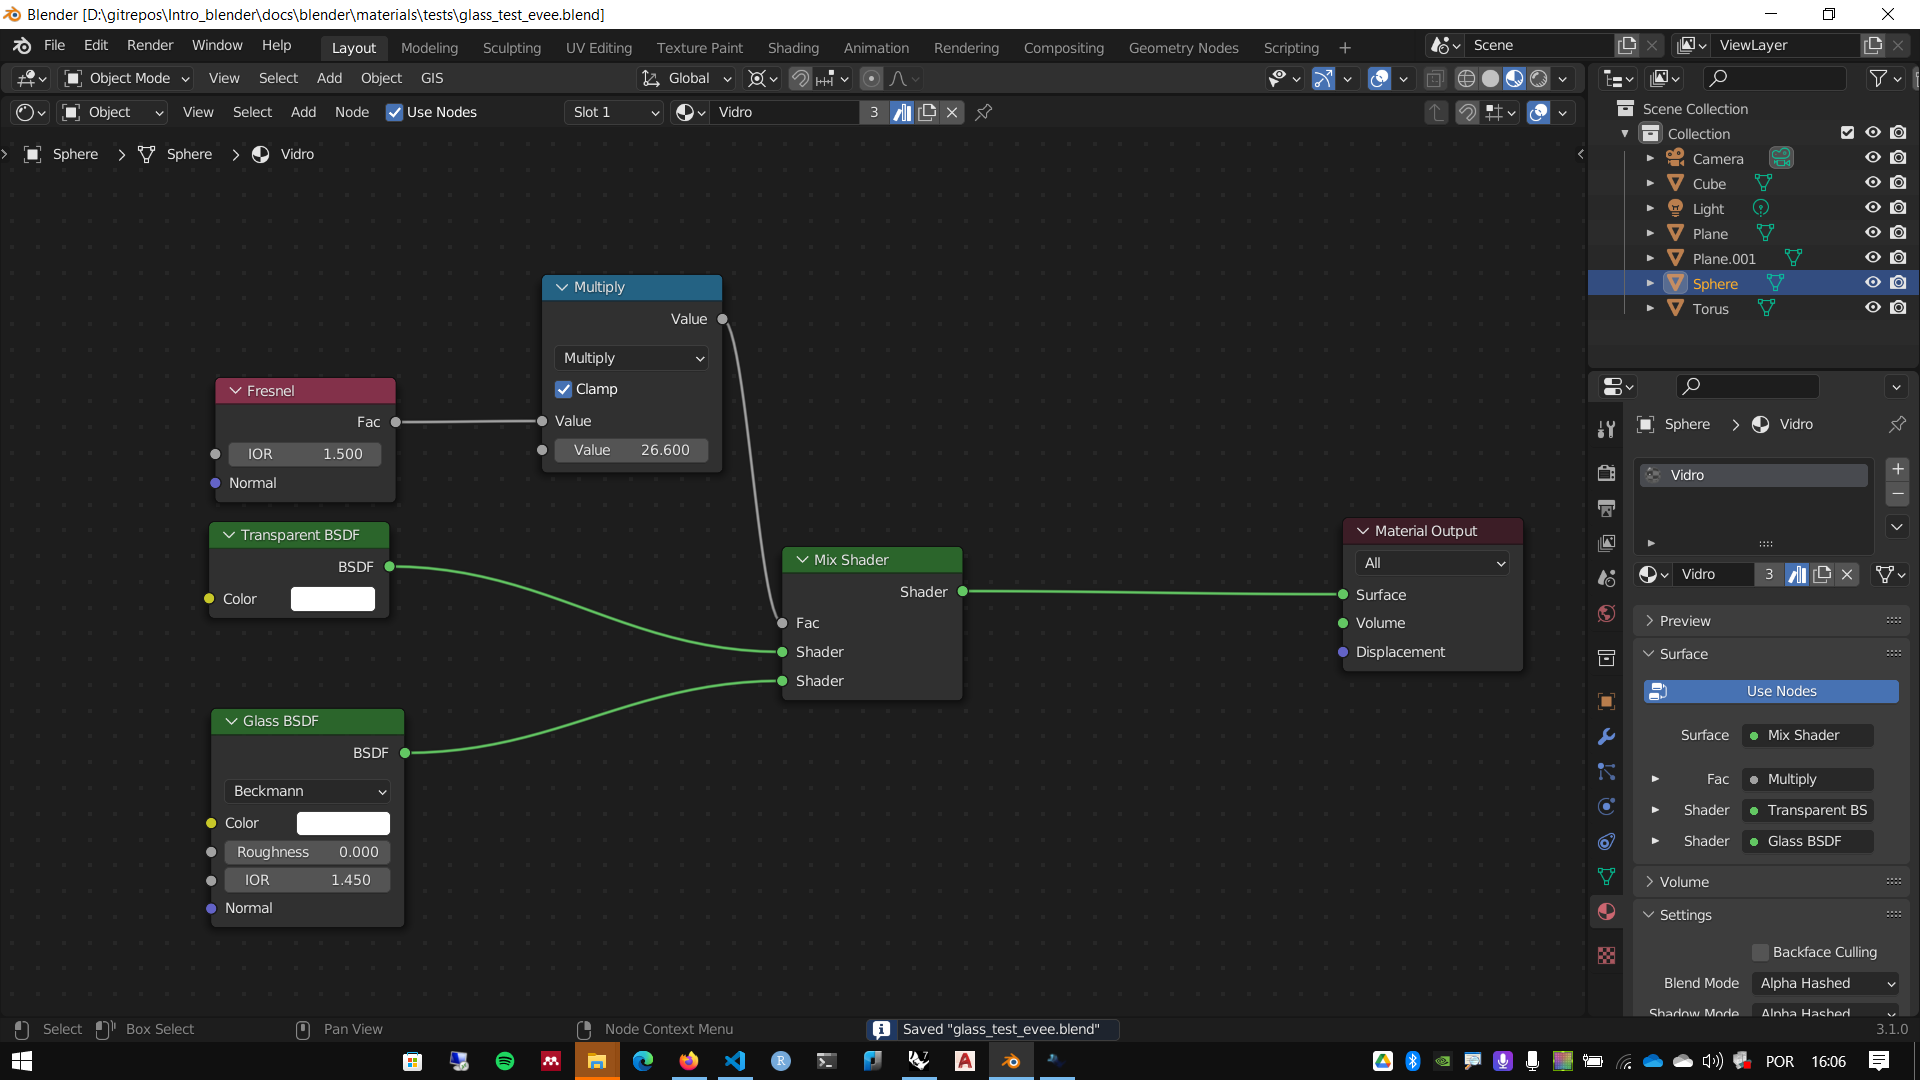 Blender [D:\gitrepos\Intro_blender\docs\blender\materials\tests\glass_test_evee.blend]
File Edit Render Window Help Layout Modeling Sculpting UV Editing Texture Paint Shading Animation Rendering Compositing Geometry Nodes Scripting + Scene ViewLayer
Object Mode View Select Add Object GIS Global
Object View Select Add Node Use Nodes Slot 1 Vidro 3
Sphere > Sphere > Vidro
Multiply
Value
Multiply
Clamp
Value
Value 26.600
Fresnel
Fac
IOR 1.500
Normal
Transparent BSDF
BSDF
Color
Glass BSDF
BSDF
Beckmann
Color
Roughness 0.000
IOR 1.450
Normal
Mix Shader
Shader
Fac
Shader
Shader
Material Output
All
Surface
Volume
Displacement
Scene Collection
Collection
Camera
Cube
Light
Plane
Plane.001
Sphere
Torus
Sphere > Vidro
Vidro
Vidro 3
Preview
Surface
Use Nodes
Surface Mix Shader
Fac Multiply
Shader Transparent BS
Shader Glass BSDF
Volume
Settings
Backface Culling
Blend Mode Alpha Hashed
Shadow Mode Alpha Hashed
Select Box Select Pan View Node Context Menu Saved "glass_test_evee.blend" 3.1.0
POR 16:06